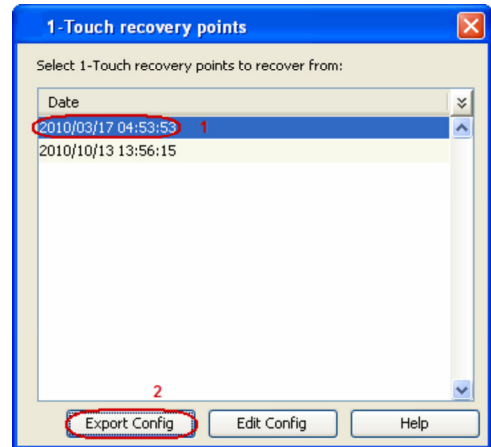 1-Touch recovery points
Select 1-Touch recovery points to recover from:
Date
2010/03/17 04:53:53 1
2010/10/13 13:56:15
2
Export Config Edit Config Help